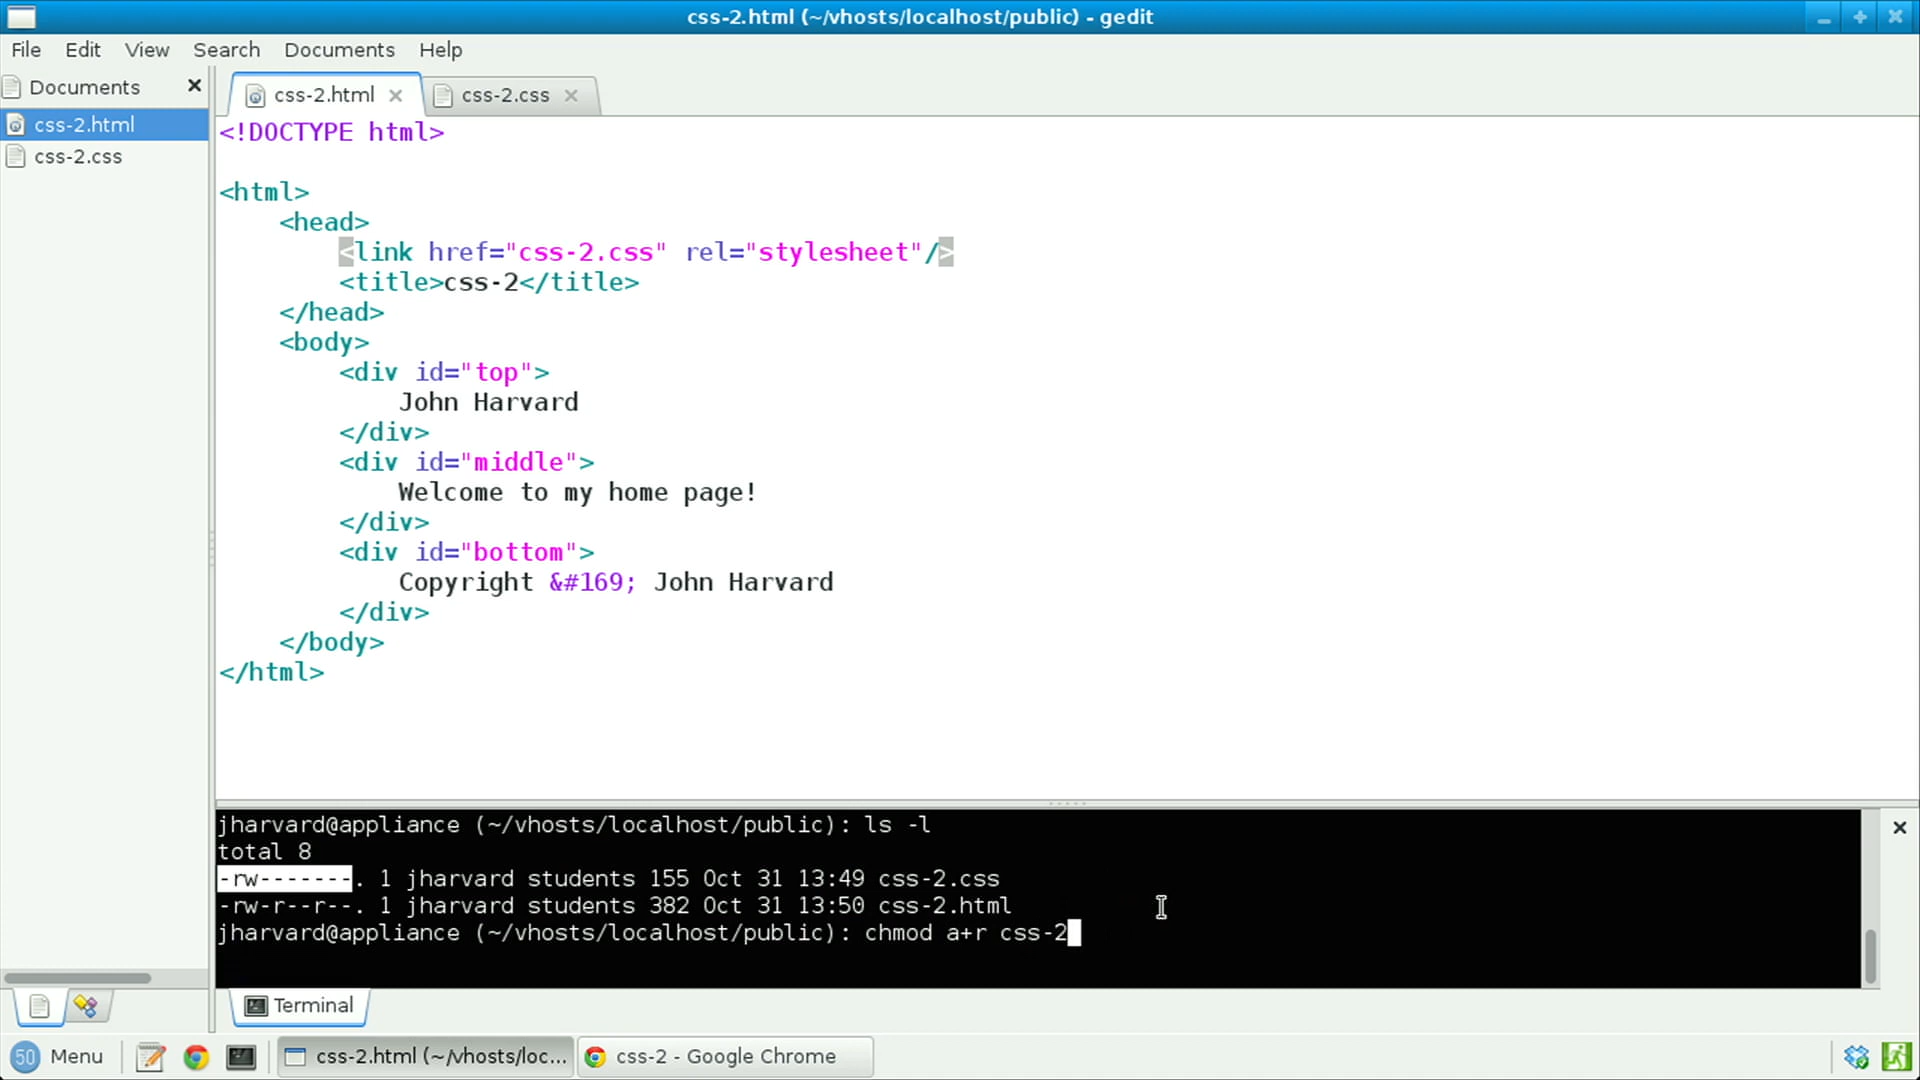 css-2.html (~/vhosts/localhost/public) - gedit
File Edit View Search Documents Help
Documents
css-2.html
css-2.css
css-2.html
css-2.css
<!DOCTYPE html>
<html>
<head>
<link href="css-2.css" rel="stylesheet"/>
<title>css-2</title>
</head>
<body>
<div id="top">
John Harvard
</div>
<div id="middle">
Welcome to my home page!
</div>
<div id="bottom">
Copyright &#169; John Harvard
</div>
</body>
</html>
jharvard@appliance (~/vhosts/localhost/public): ls -l
total 8
-rw-------. 1 jharvard students 155 Oct 31 13:49 css-2.css
-rw-r--r--. 1 jharvard students 382 Oct 31 13:50 css-2.html
jharvard@appliance (~/vhosts/localhost/public): chmod a+r css-2
Terminal
50 Menu
css-2.html (~/vhosts/loc...
css-2 - Google Chrome